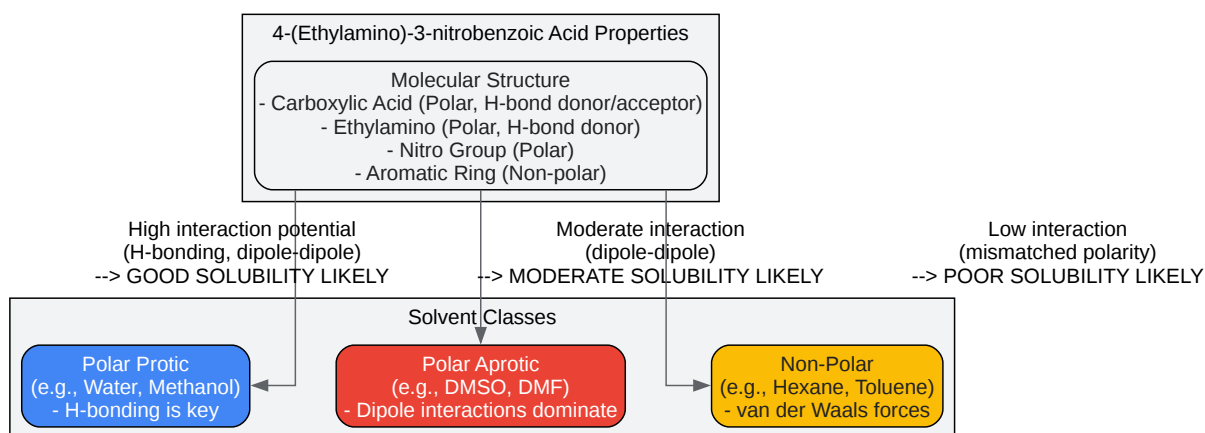 4-(Ethylamino)-3-nitrobenzoic Acid Properties
Molecular Structure
- Carboxylic Acid (Polar, H-bond donor/acceptor)
- Ethylamino (Polar, H-bond donor)
- Nitro Group (Polar)
- Aromatic Ring (Non-polar)
High interaction potential
(H-bonding, dipole-dipole)
--> GOOD SOLUBILITY LIKELY
Moderate interaction
(dipole-dipole)
--> MODERATE SOLUBILITY LIKELY
Low interaction
(mismatched polarity)
--> POOR SOLUBILITY LIKELY
Solvent Classes
Polar Protic
(e.g., Water, Methanol)
- H-bonding is key
Polar Aprotic
(e.g., DMSO, DMF)
- Dipole interactions dominate
Non-Polar
(e.g., Hexane, Toluene)
- van der Waals forces